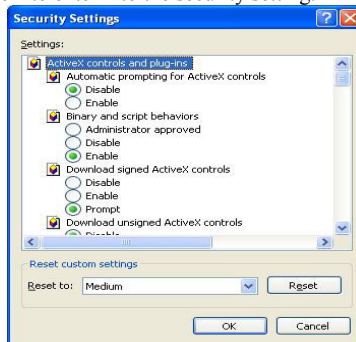 Security Settings
Settings:
ActiveX controls and plug-ins
Automatic prompting for ActiveX controls
Disable
Enable
Binary and script behaviors
Administrator approved
Disable
Enable
Download signed ActiveX controls
Disable
Enable
Prompt
Download unsigned ActiveX controls
Disable
Reset custom settings
Reset to: Medium Reset
OK Cancel